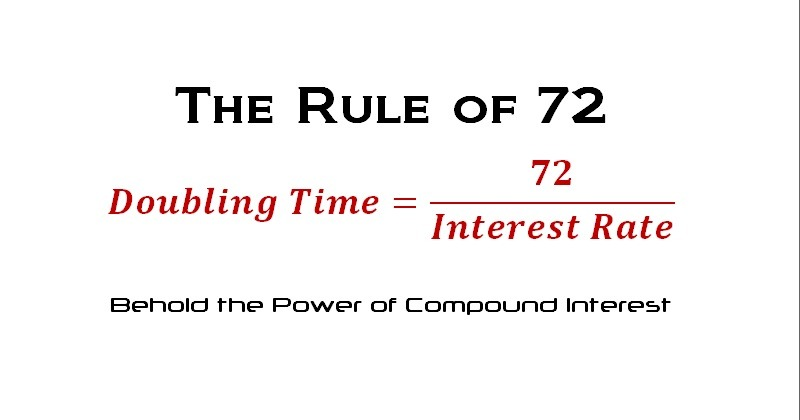 The Rule of 72
Doubling Time = 72 / Interest Rate
Behold the Power of Compound Interest